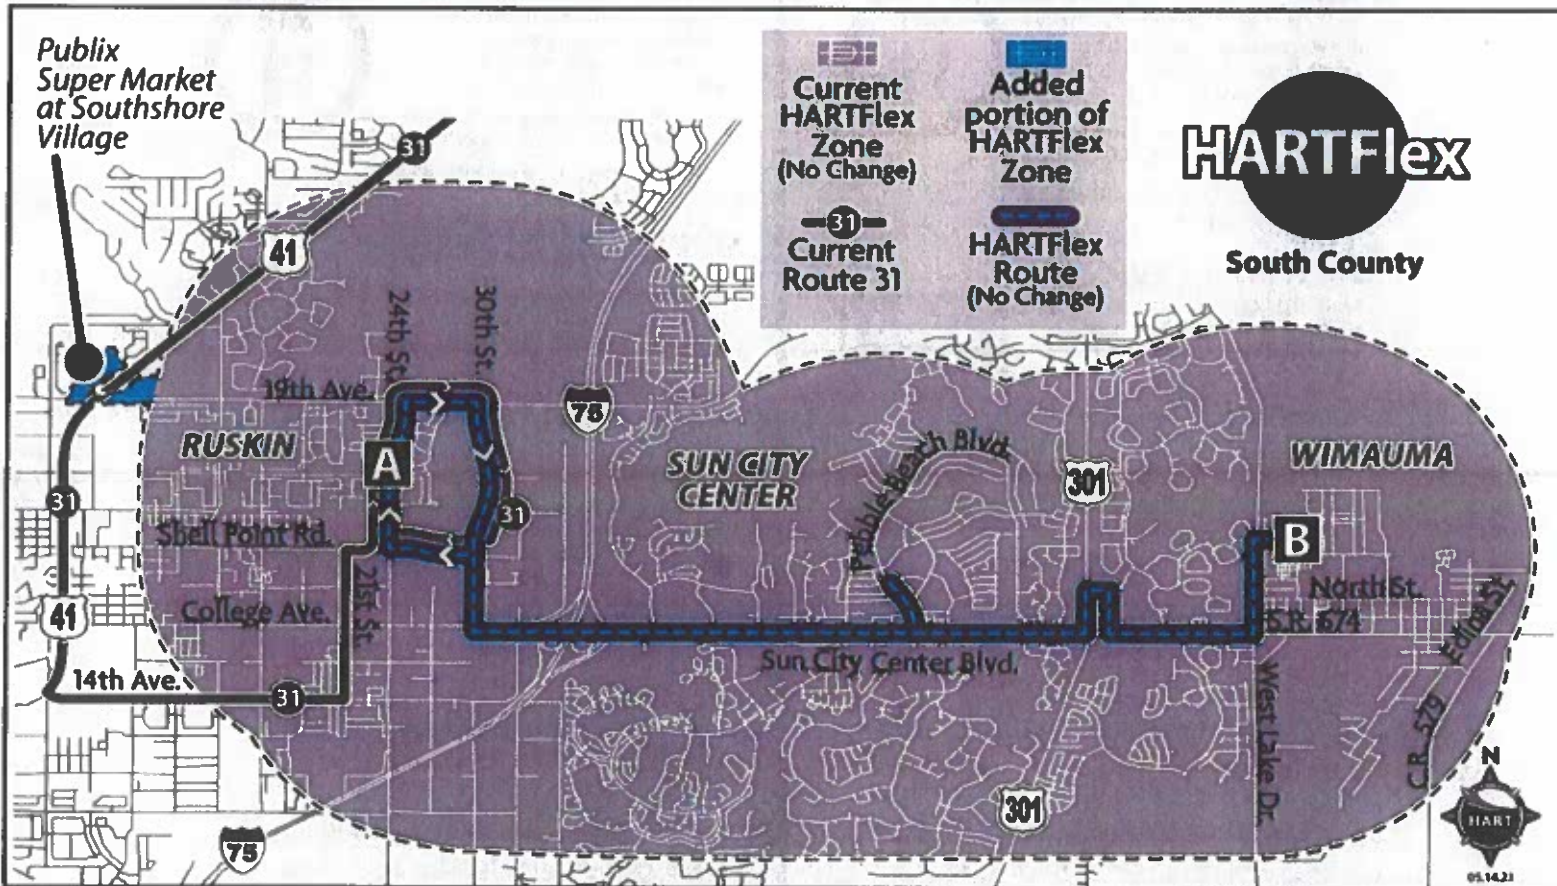 Publix
Super Market
at Southshore
Village
31
41
Current
HARTFlex
Zone
(No Change)
Added
portion of
HARTFlex
Zone
31
Current
Route 31
HARTFlex
Route
(No Change)
HARTFlex
South County
24th St.
30th St.
19th Ave.
75
RUSKIN
A
SUN CITY
CENTER
Pebble Beach Blvd.
301
WIMAUMA
31
31
Shell Point Rd.
B
College Ave.
21st St.
41
North St.
S.R. 674
Edina St.
Sun City Center Blvd.
14th Ave.
31
West Lake Dr.
C.R. 579
301
75
N
HART